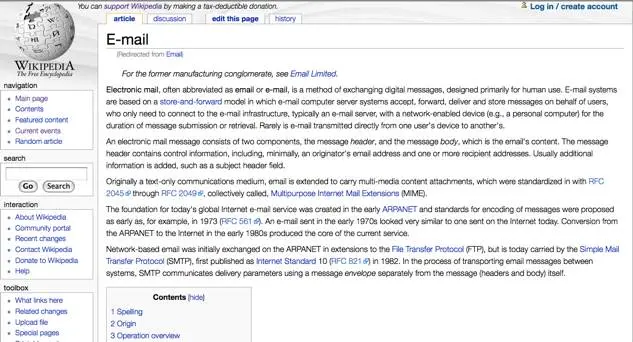 You can support Wikipedia by making a tax-deductible donation.
Log in / create account
article discussion edit this page history
WIKIPEDIA
The Free Encyclopedia
navigation
Main page
Contents
Featured content
Current events
Random article
search
Go Search
interaction
About Wikipedia
Community portal
Recent changes
Contact Wikipedia
Donate to Wikipedia
Help
toolbox
What links here
Related changes
Upload file
Special pages
E-mail
(Redirected from Email)
For the former manufacturing conglomerate, see Email Limited.
Electronic mail, often abbreviated as email or e-mail, is a method of exchanging digital messages, designed primarily for human use. E-mail systems
are based on a store-and-forward model in which e-mail computer server systems accept, forward, deliver and store messages on behalf of users,
who only need to connect to the e-mail infrastructure, typically an e-mail server, with a network-enabled device (e.g., a personal computer) for the
duration of message submission or retrieval. Rarely is e-mail transmitted directly from one user's device to another's.
An electronic mail message consists of two components, the message header, and the message body, which is the email's content. The message
header contains control information, including, minimally, an originator's email address and one or more recipient addresses. Usually additional
information is added, such as a subject header field.
Originally a text-only communications medium, email is extended to carry multi-media content attachments, which were standardized in with RFC
2045 through RFC 2049, collectively called, Multipurpose Internet Mail Extensions (MIME).
The foundation for today's global Internet e-mail service was created in the early ARPANET and standards for encoding of messages were proposed
as early as, for example, in 1973 (RFC 561). An e-mail sent in the early 1970s looked very similar to one sent on the Internet today. Conversion from
the ARPANET to the Internet in the early 1980s produced the core of the current service.
Network-based email was initially exchanged on the ARPANET in extensions to the File Transfer Protocol (FTP), but is today carried by the Simple Mail
Transfer Protocol (SMTP), first published as Internet Standard 10 (RFC 821) in 1982. In the process of transporting email messages between
systems, SMTP communicates delivery parameters using a message envelope separately from the message (headers and body) itself.
Contents [hide]
1 Spelling
2 Origin
3 Operation overview